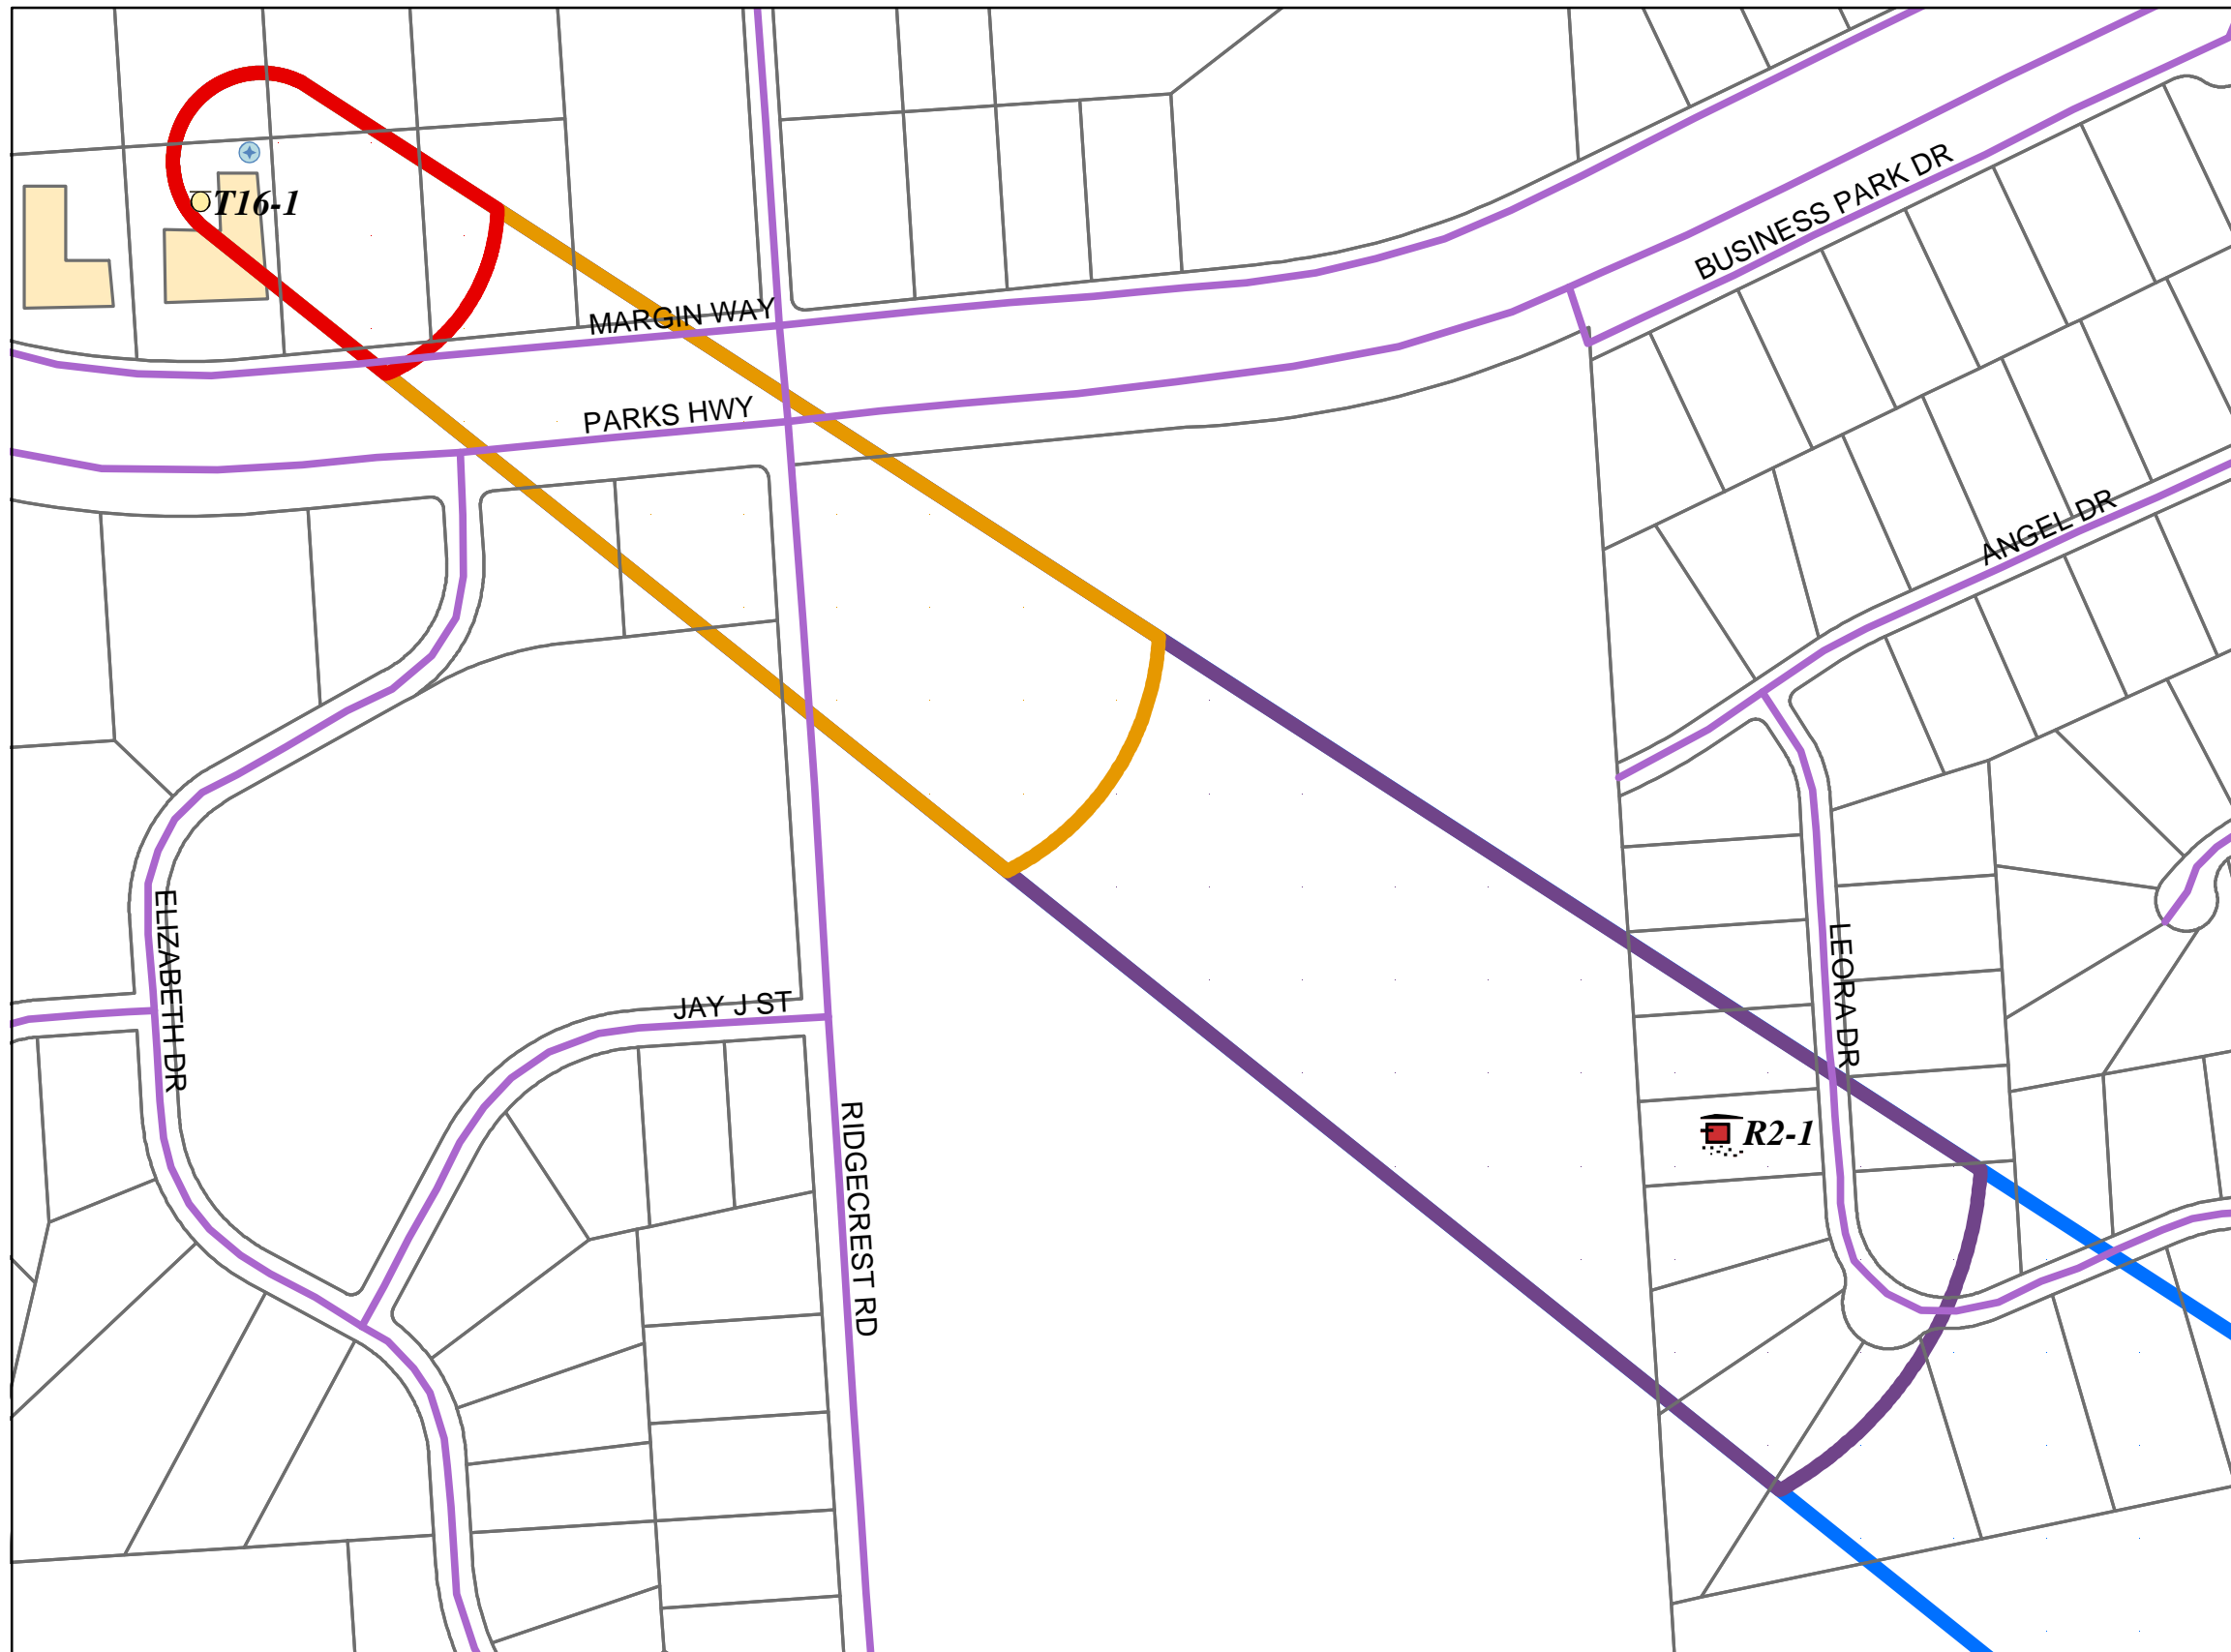 T16-1
BUSINESS PARK DR
MARGIN WAY
PARKS HWY
ANGEL DR
ELIZABETH DR
LEORA DR
JAY J ST
R2-1
RIDGECREST RD